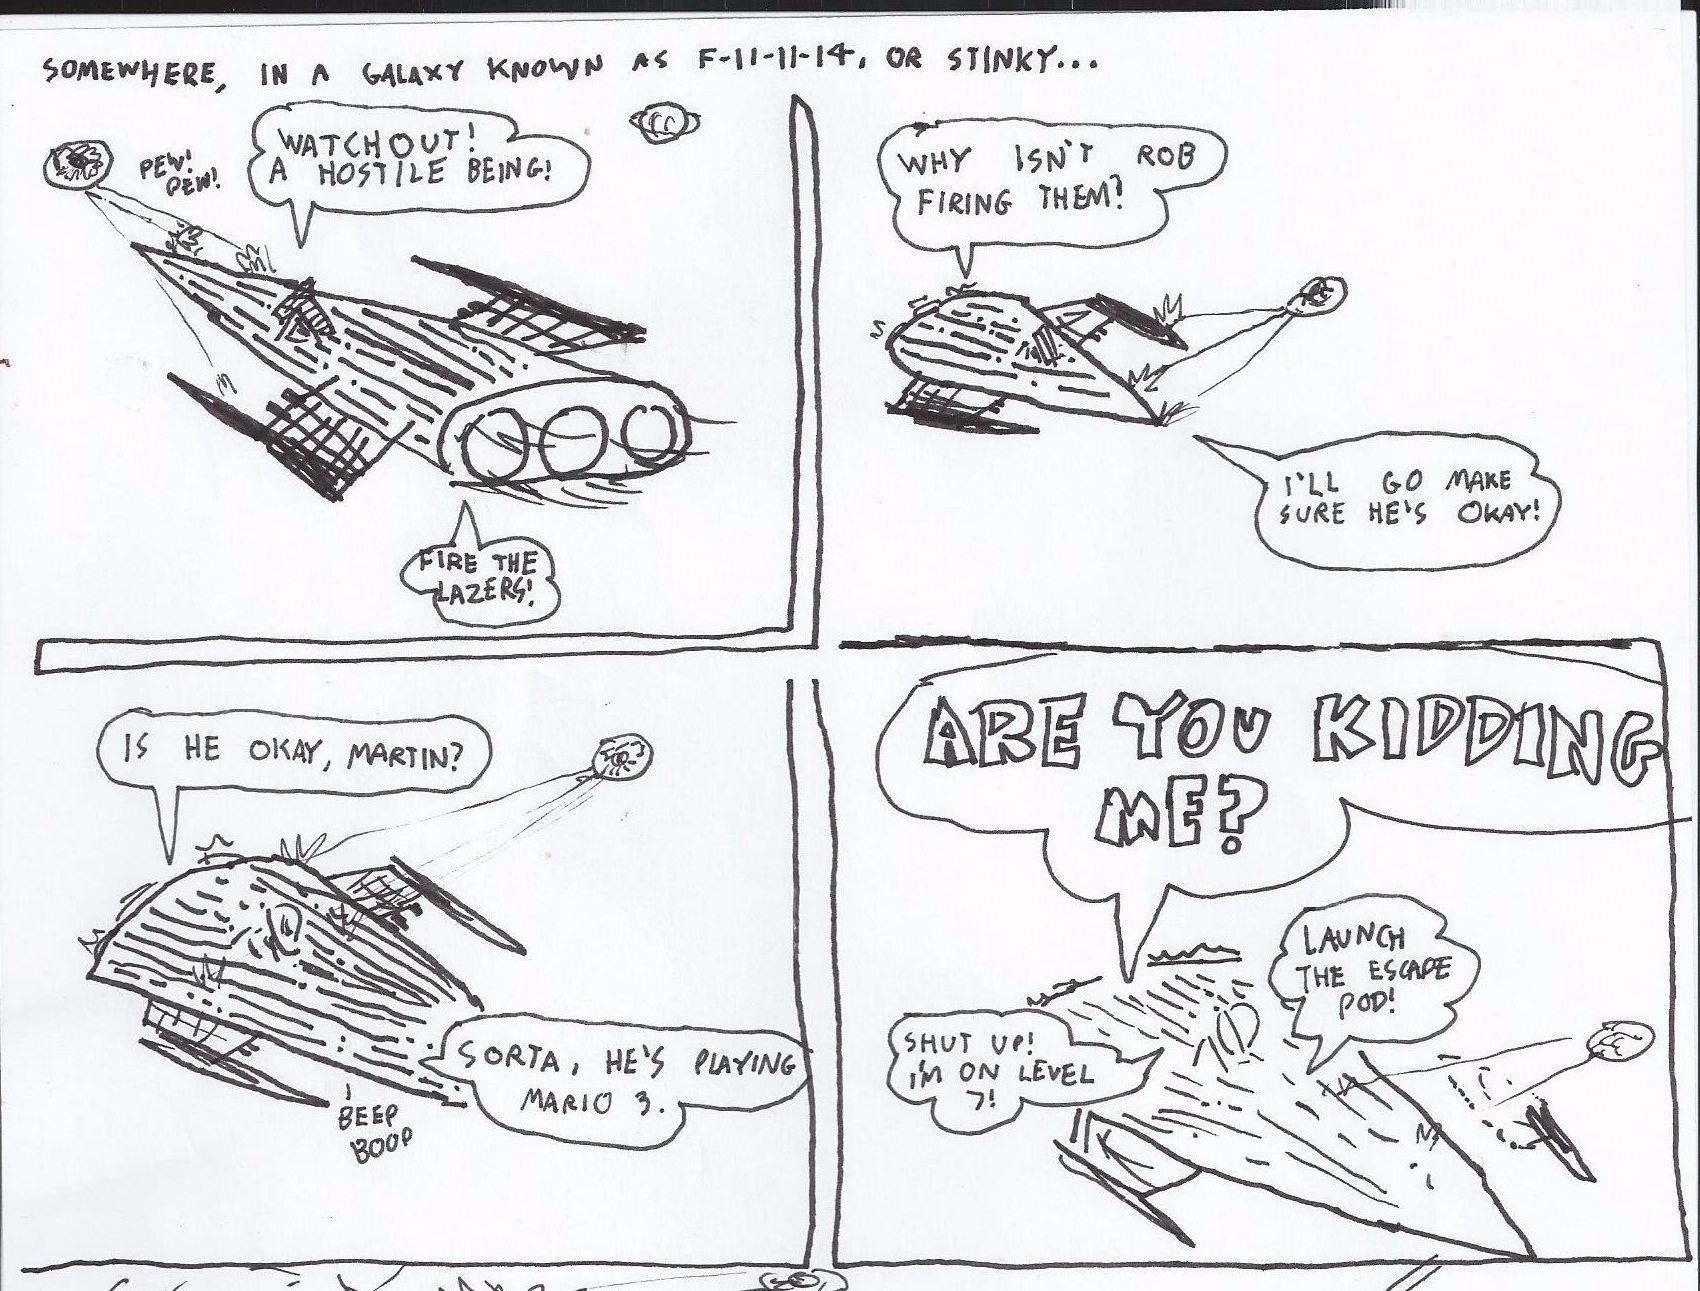 SOMEWHERE, IN A GALAXY KNOWN AS F-11-11-14, OR STINKY...
WATCH OUT!
A HOSTILE BEING!
PEW!
PEW!
FIRE THE
LAZERS!
WHY ISN'T ROB
FIRING THEM?
I'LL GO MAKE
SURE HE'S OKAY!
IS HE OKAY, MARTIN?
SORTA, HE'S PLAYING
MARIO 3.
BEEP
BOOP
ARE YOU KIDDING
ME?
LAUNCH
THE ESCAPE
POD!
SHUT UP!
I'M ON LEVEL
7!